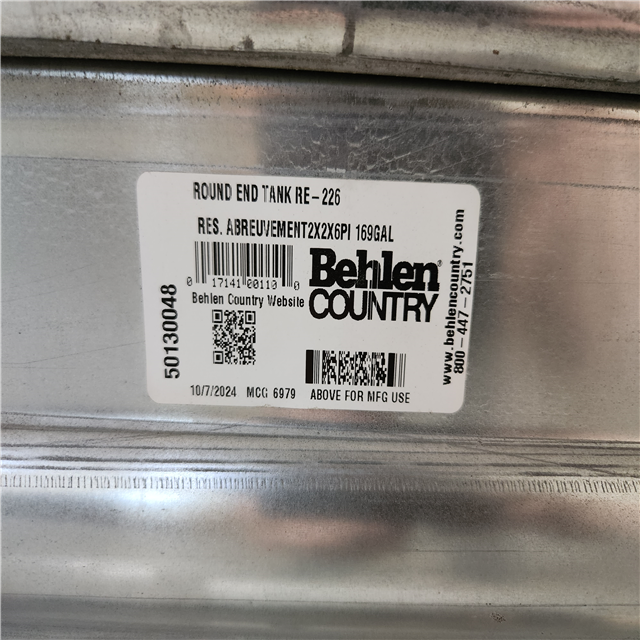 ROUND END TANK RE-226
RES. ABREUVEMENT2X2X6PI 169GAL
0 17141 00110 0
Behlen Country Website
Behlen®
COUNTRY
50130048
10/7/2024 MCG 6979
ABOVE FOR MFG USE
www.behlencountry.com
800-447-2751